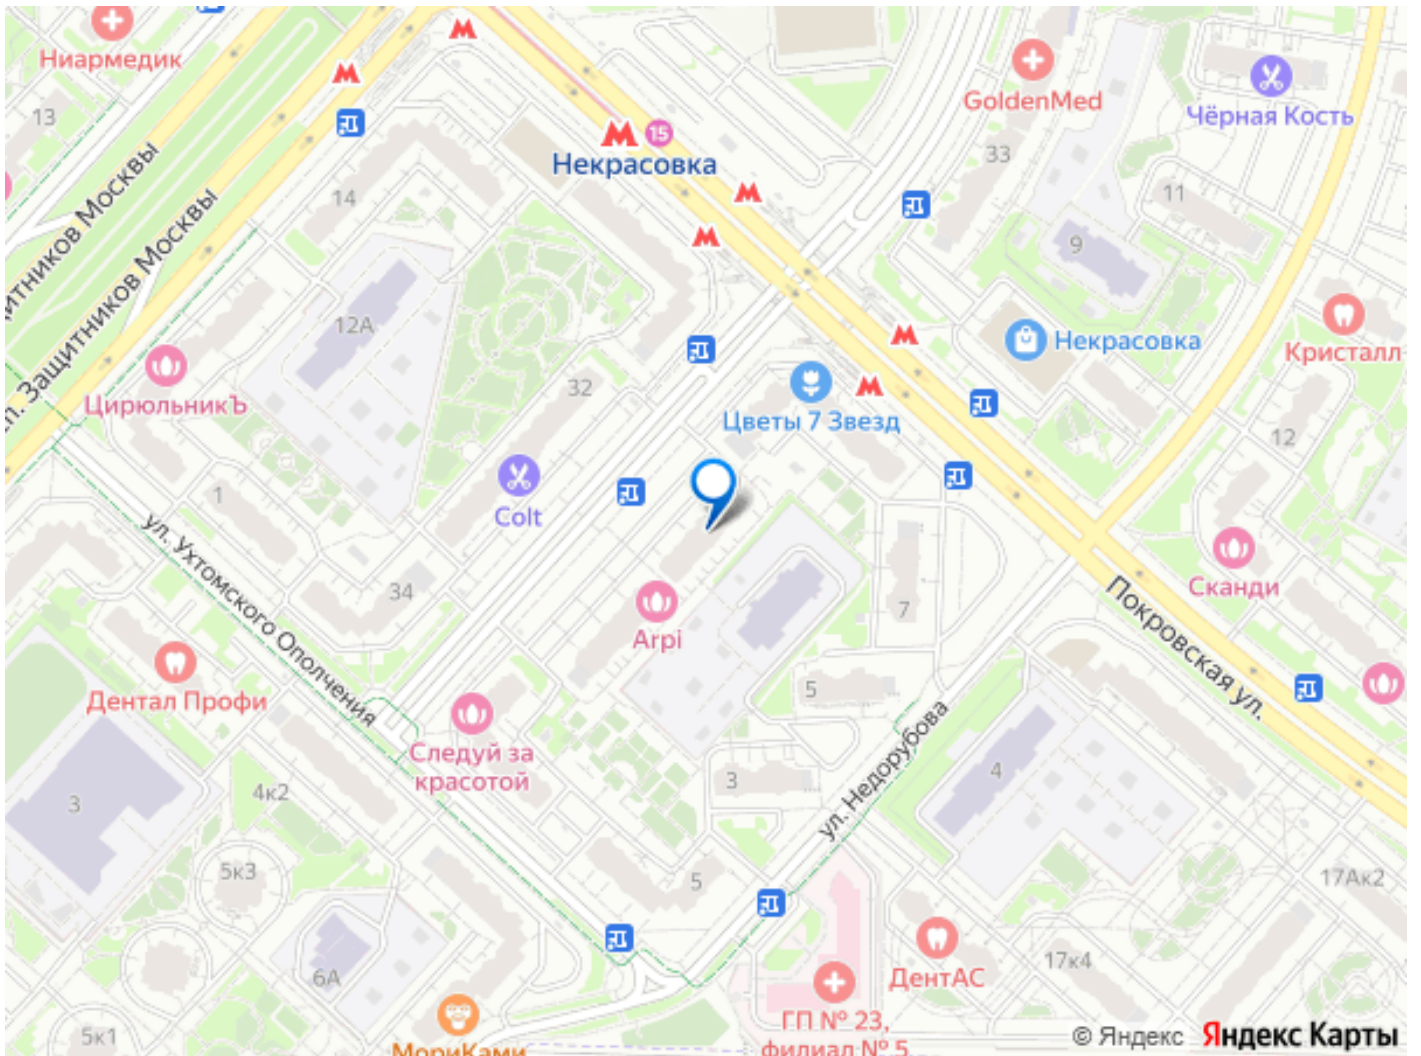 Ниармедик
13
GoldenMed
Чёрная Кость
15
Некрасовка
33
11
14
9
итников Москвы
п. Защитников Москвы
12А
Некрасовка
Кристалл
ЦирюльникЪ
32
Цветы 7 Звезд
12
1
Colt
ул. Ухтомского Ополчения
34
Arpi
7
Сканди
Покровская ул.
Дентал Профи
5
Следуй за
красотой
3
4к2
3
4
ул. Недорубова
5к3
5
17Ак2
6А
17к4
ДентАС
5к1
МориКами
ГП № 23,
филиал № 5
© Яндекс Яндекс Карты